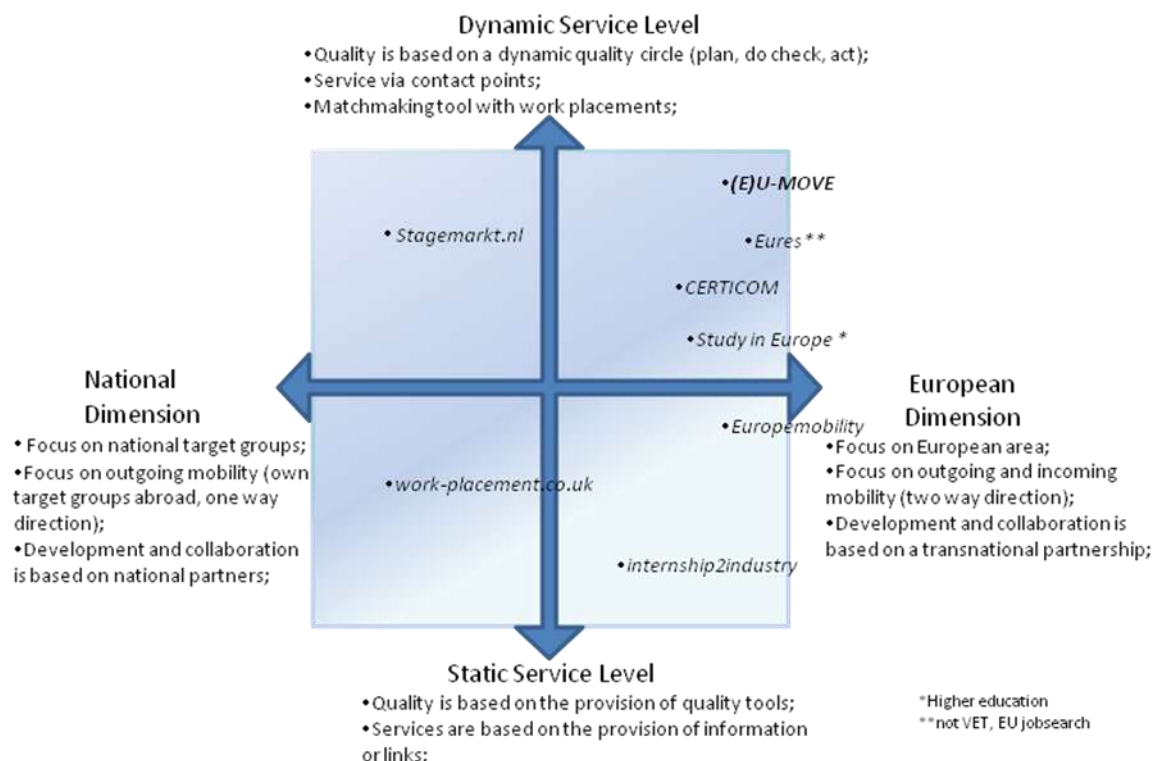 Dynamic Service Level
•Quality is based on a dynamic quality circle (plan, do check, act);
•Service via contact points;
•Matchmaking tool with work placements;
•(E)U-MOVE
•Stagemarkt.nl
•Eures**
•CERTICOM
•Study in Europe *
National
Dimension
• Focus on national target groups;
•Focus on outgoing mobility (own
target groups abroad, one way
direction);
•Development and collaboration
is based on national partners;
European
Dimension
•Focus on European area;
•Focus on outgoing and incoming
mobility (two way direction);
•Development and collaboration is
based on a transnational partnership;
•Europemobility
•work-placement.co.uk
•internship2industry
Static Service Level
•Quality is based on the provision of quality tools;
•Services are based on the provision of information
or links;
*Higher education
**not VET, EU jobsearch